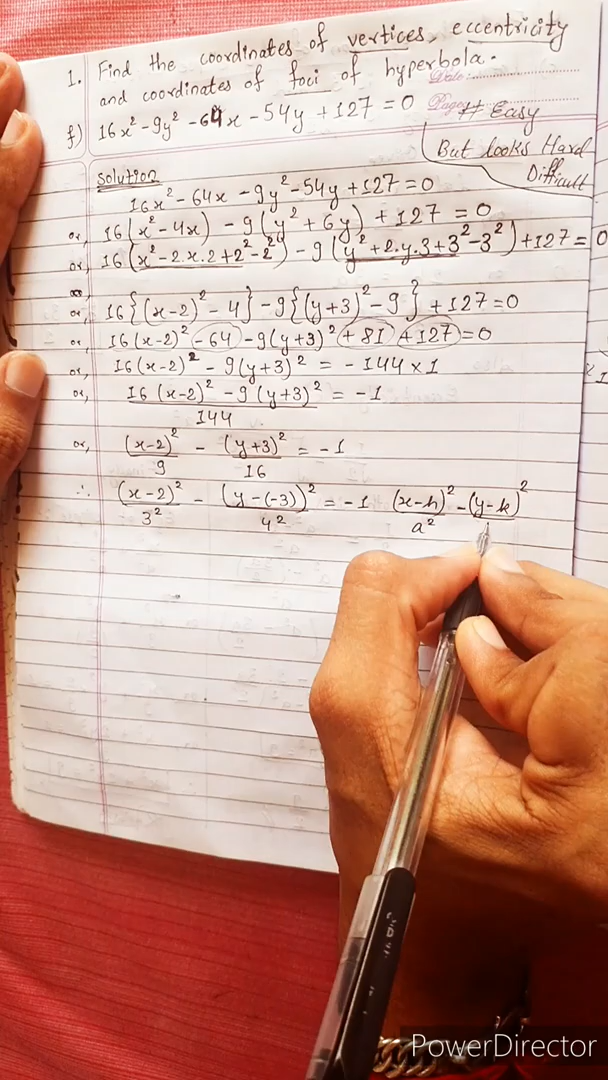 1. Find the coordinates of vertices, eccentricity
and coordinates of foci of hyperbola.
Date:
Page:
f) 16x² - 9y² - 64x - 54y + 127 = 0
# Easy
But looks Hard
Difficult
Solution
16x² - 64x - 9y² - 54y + 127 = 0
or, 16(x² - 4x) - 9(y² + 6y) + 127 = 0
or, 16(x² - 2.x.2 + 2² - 2²) - 9(y² + 2.y.3 + 3² - 3²) + 127 = 0
or, 16{(x-2)² - 4} - 9{(y+3)² - 9} + 127 = 0
or, 16(x-2)² - 64 - 9(y+3)² + 81 + 127 = 0
or, 16(x-2)² - 9(y+3)² = -144 × 1
or, 16(x-2)² - 9(y+3)² = -1
144
or, (x-2)² - (y+3)² = -1
9 16
∴ (x-2)² - (y-(-3))² = -1 (x-h)² - (y-k)²
3² 4² a²